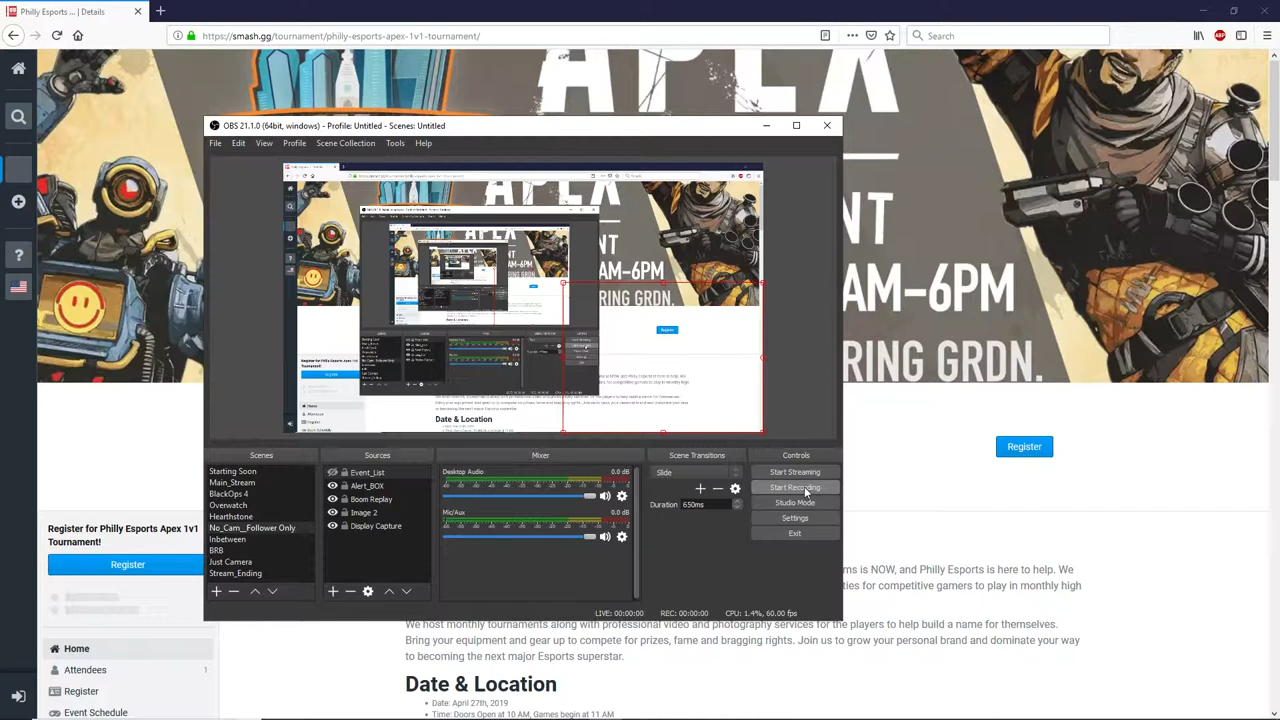 Philly Esports ... | Details
https://smash.gg/tournament/philly-esports-apex-1v1-tournament/
Search
APEX
OBS 21.1.0 (64bit, windows) - Profile: Untitled - Scenes: Untitled
File Edit View Profile Scene Collection Tools Help
NT
AM–6PM
RING GRDN.
AM–6PM
RING GRDN.
Register
Date & Location
Scenes
Starting Soon
Main_Stream
BlackOps 4
Overwatch
Hearthstone
No_Cam_.Follower Only
Inbetween
BRB
Just Camera
Stream_Ending
Sources
Event_List
Alert_BOX
Boom Replay
Image 2
Display Capture
Mixer
Desktop Audio 0.0 dB
Mic/Aux 0.0 dB
Scene Transitions
Slide
Duration 650ms
Controls
Start Streaming
Start Recording
Studio Mode
Settings
Exit
LIVE: 00:00:00 REC: 00:00:00 CPU: 1.4%, 60.00 fps
Register
Register for Philly Esports Apex 1v1
Tournament!
Register
Home
Attendees 1
Register
Event Schedule
ms is NOW, and Philly Esports is here to help. We
ties for competitive gamers to play in monthly high
We host monthly tournaments along with professional video and photography services for the players to help build a name for themselves.
Bring your equipment and gear up to compete for prizes, fame and bragging rights. Join us to grow your personal brand and dominate your way
to becoming the next major Esports superstar.
Date & Location
Date: April 27th, 2019
Time: Doors Open at 10 AM, Games begin at 11 AM